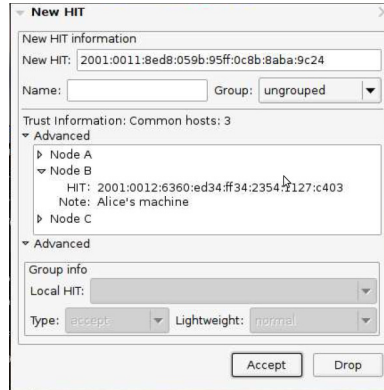 New HIT
New HIT information
New HIT: 2001:0011:8ed8:059b:95ff:0c8b:8aba:9c24
Name: Group: ungrouped
Trust Information: Common hosts: 3
Advanced
Node A
Node B
HIT: 2001:0012:6360:ed34:ff34:2354:1127:c403
Note: Alice's machine
Node C
Advanced
Group info
Local HIT:
Type: accept Lightweight: normal
Accept Drop